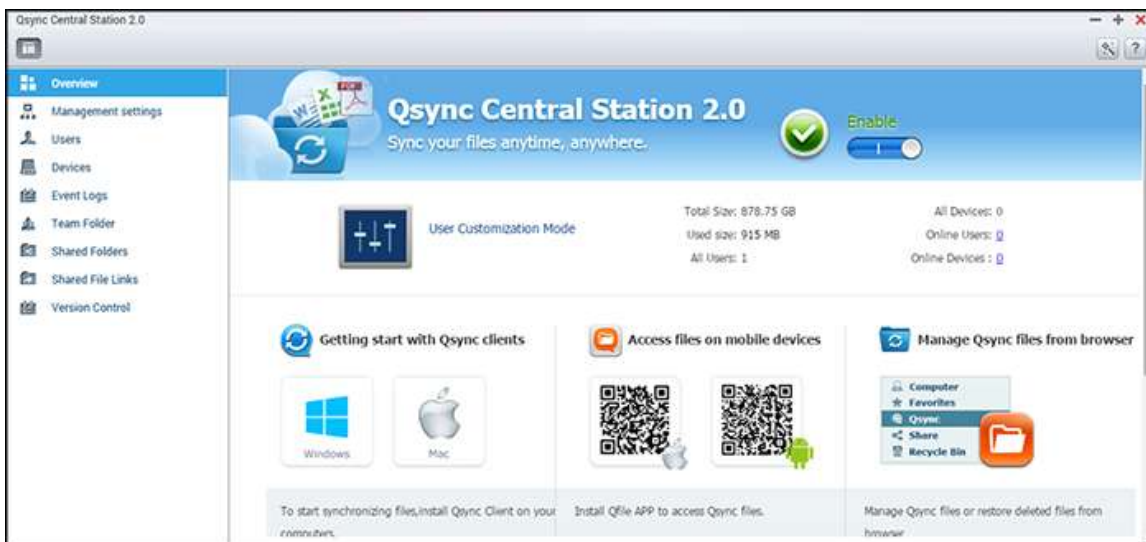 Qsync Central Station 2.0
Overview
Management settings
Users
Devices
Event Logs
Team Folder
Shared Folders
Shared File Links
Version Control
Qsync Central Station 2.0
Sync your files anytime, anywhere.
Enable
User Customization Mode
Total Size: 878.75 GB
Used size: 915 MB
All Users: 1
All Devices: 0
Online Users: 0
Online Devices : 0
Getting start with Qsync clients
Windows
Mac
To start synchronizing files,install Qsync Client on your
computers.
Access files on mobile devices
Install Qfile APP to access Qsync files.
Manage Qsync files from browser
Computer
Favorites
Qsync
Share
Recycle Bin
Manage Qsync files or restore deleted files from
browser